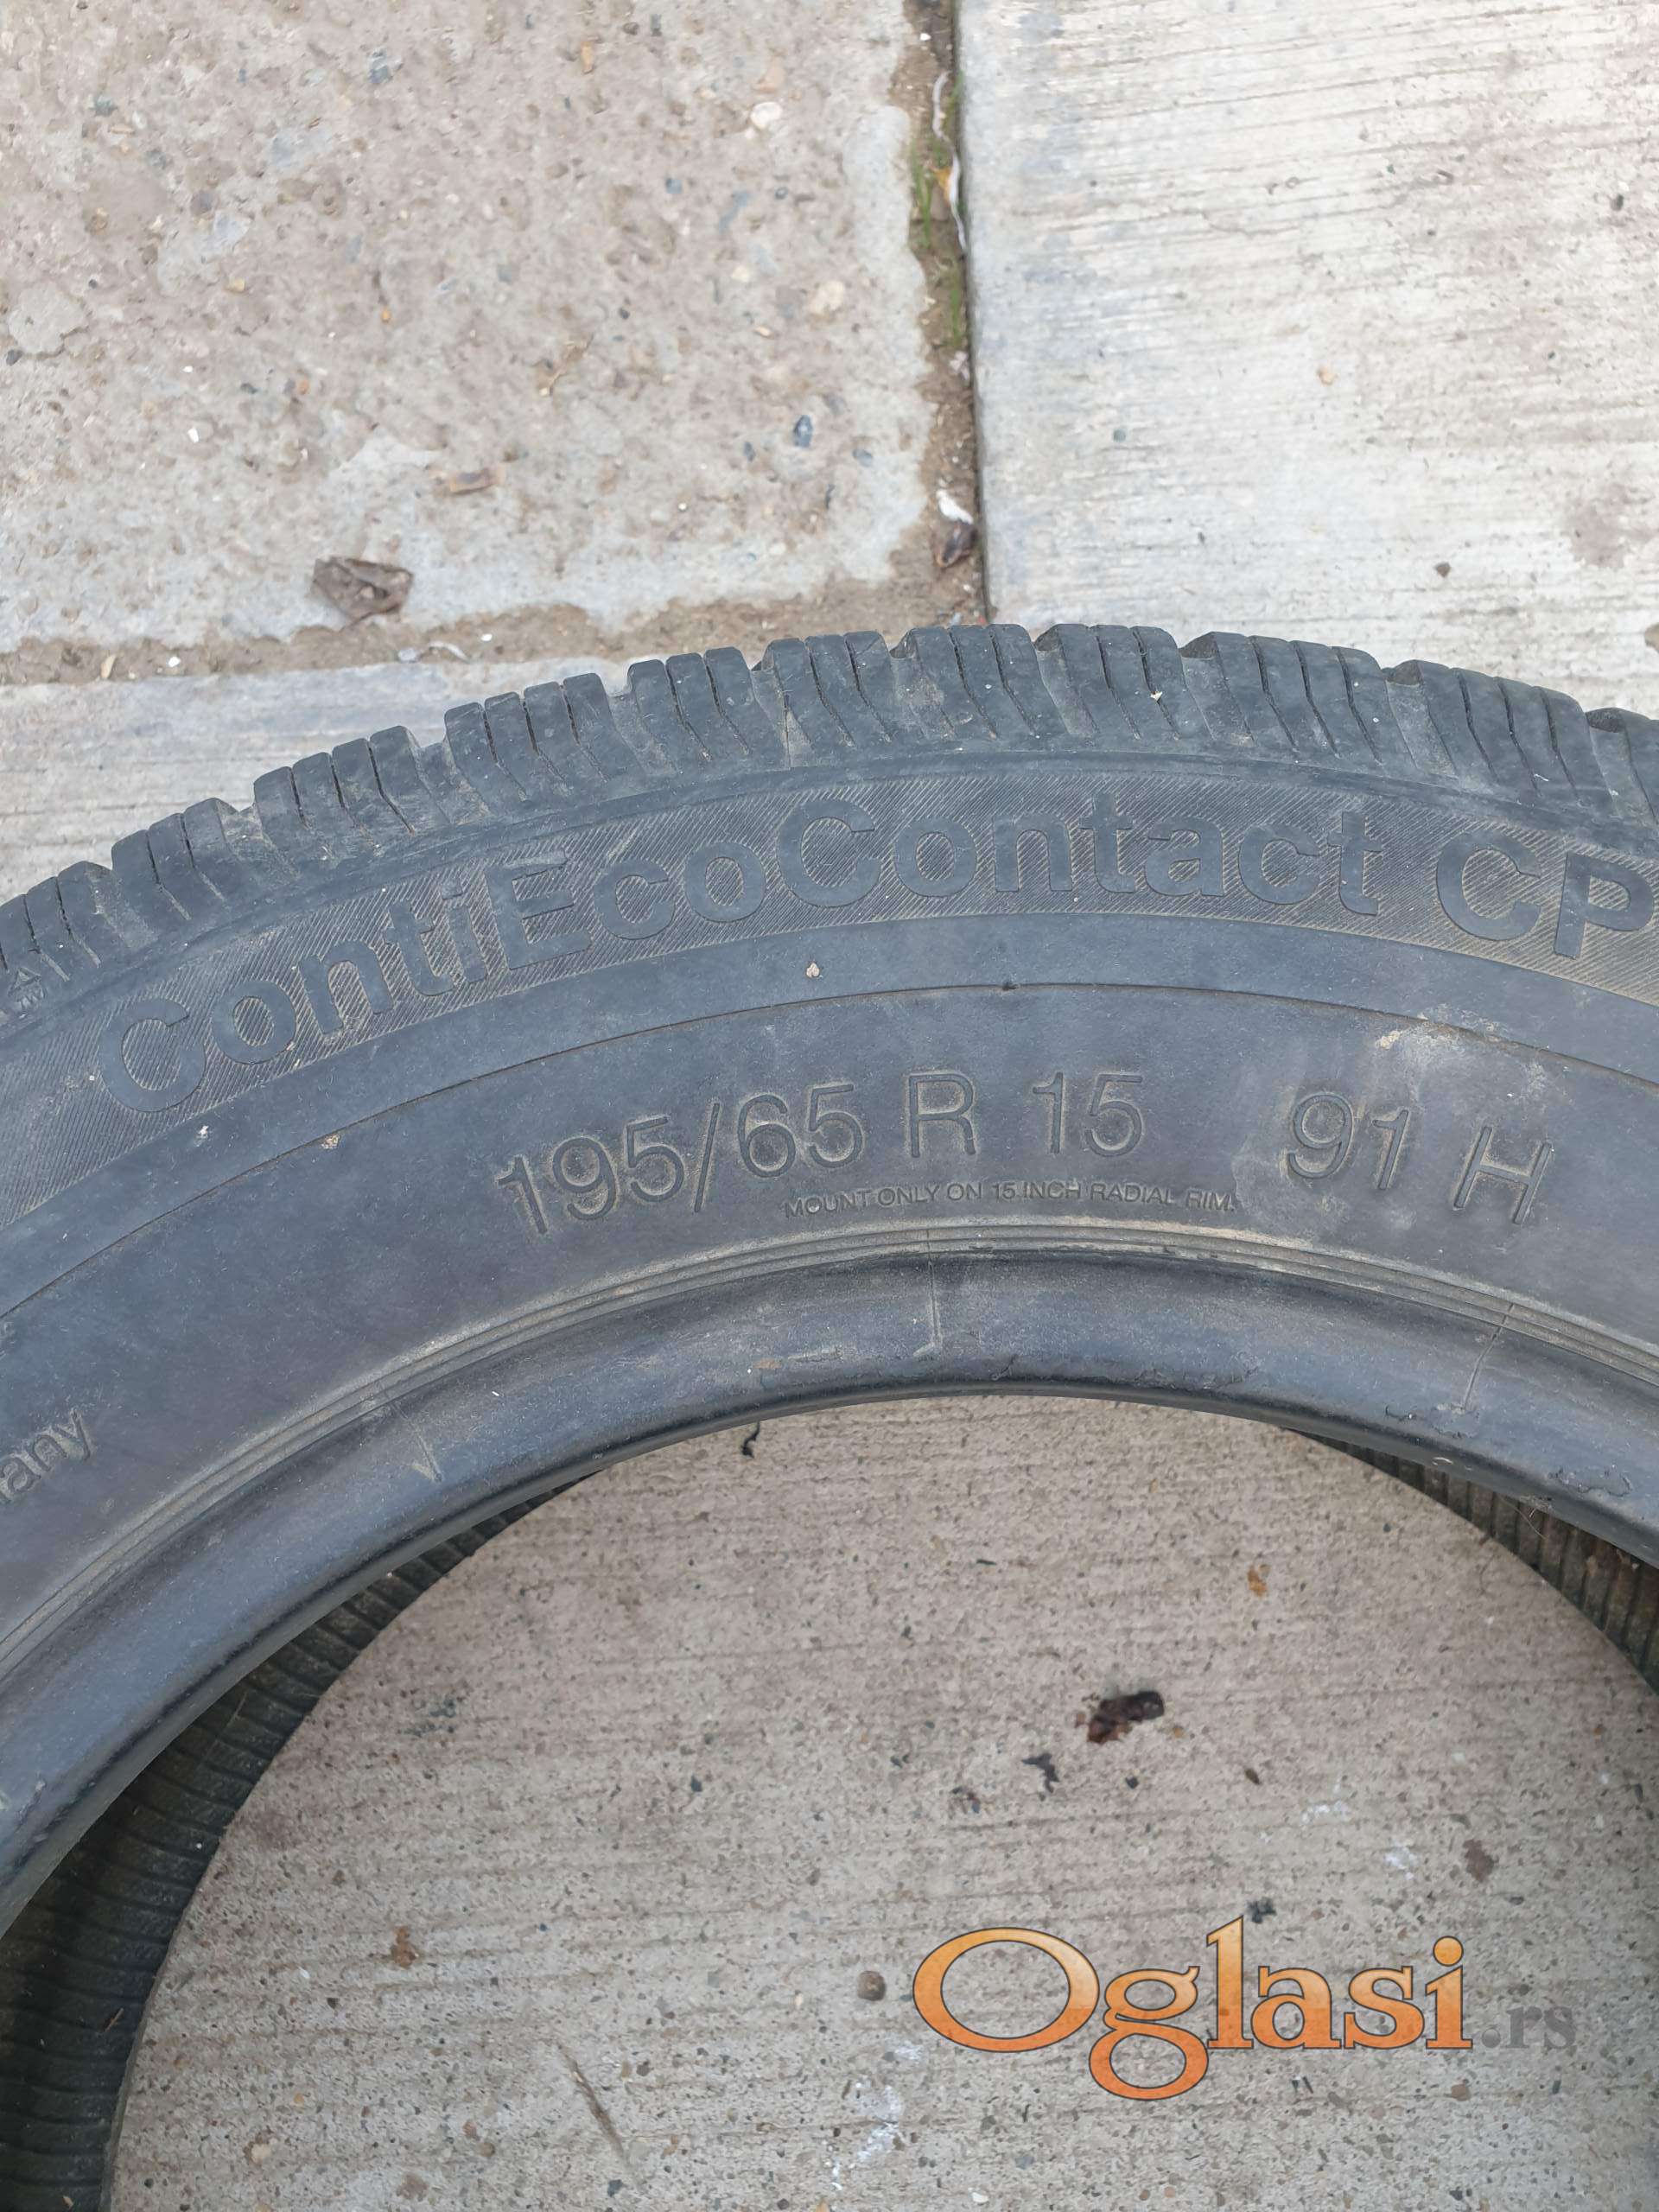 ContiEcoContact CP
195/65 R 15 91 H
MOUNT ONLY ON 15 INCH RADIAL RIM.
Oglasi.rs